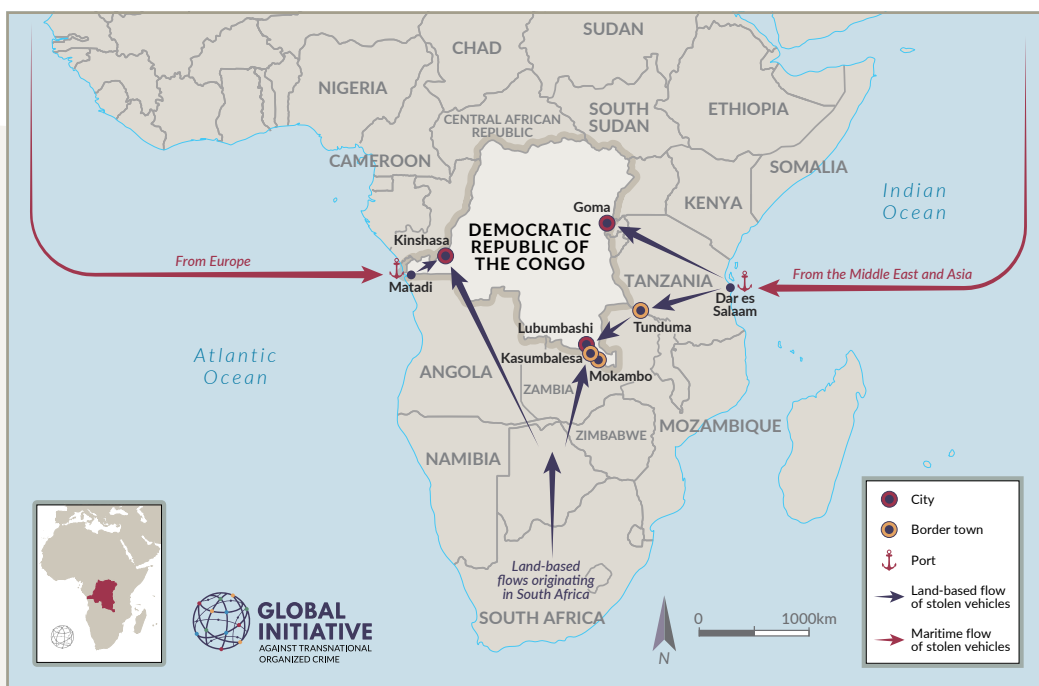 SUDAN
CHAD
NIGERIA
ETHIOPIA
SOUTH
SUDAN
CENTRAL AFRICAN
REPUBLIC
CAMEROON
SOMALIA
Indian
Ocean
KENYA
Goma
DEMOCRATIC
REPUBLIC OF
THE CONGO
Kinshasa
From Europe
Matadi
TANZANIA
From the Middle East and Asia
Dar es
Salaam
Tunduma
Lubumbashi
Kasumbalesa
Mokambo
Atlantic
Ocean
ANGOLA
ZAMBIA
MOZAMBIQUE
ZIMBABWE
NAMIBIA
Land-based
flows originating
in South Africa
SOUTH AFRICA
GLOBAL
INITIATIVE
AGAINST TRANSNATIONAL
ORGANIZED CRIME
N
0 1000km
City
Border town
Port
Land-based flow
of stolen vehicles
Maritime flow
of stolen vehicles